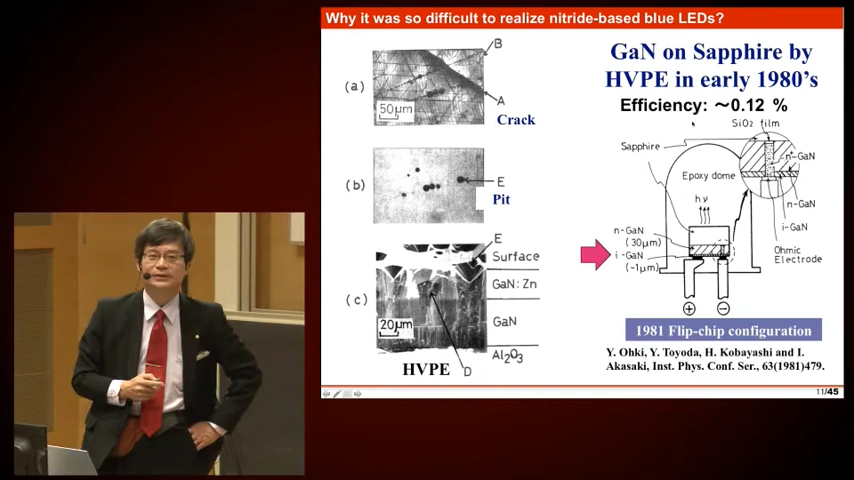 Why it was so difficult to realize nitride-based blue LEDs?
GaN on Sapphire by
HVPE in early 1980's
Efficiency: ～0.12 %
(a)
B
A
50μm
Crack
(b)
E
Pit
(c)
E
Surface
GaN:Zn
GaN
20μm
Al₂O₃
D
HVPE
SiO₂ film
Sapphire
n⁺-GaN
Epoxy dome
hν
n-GaN
n-GaN
(30μm)
i-GaN
i-GaN
(~1μm)
Ohmic
Electrode
⊕
⊖
1981 Flip-chip configuration
Y. Ohki, Y. Toyoda, H. Kobayashi and I.
Akasaki, Inst. Phys. Conf. Ser., 63(1981)479.
11/45